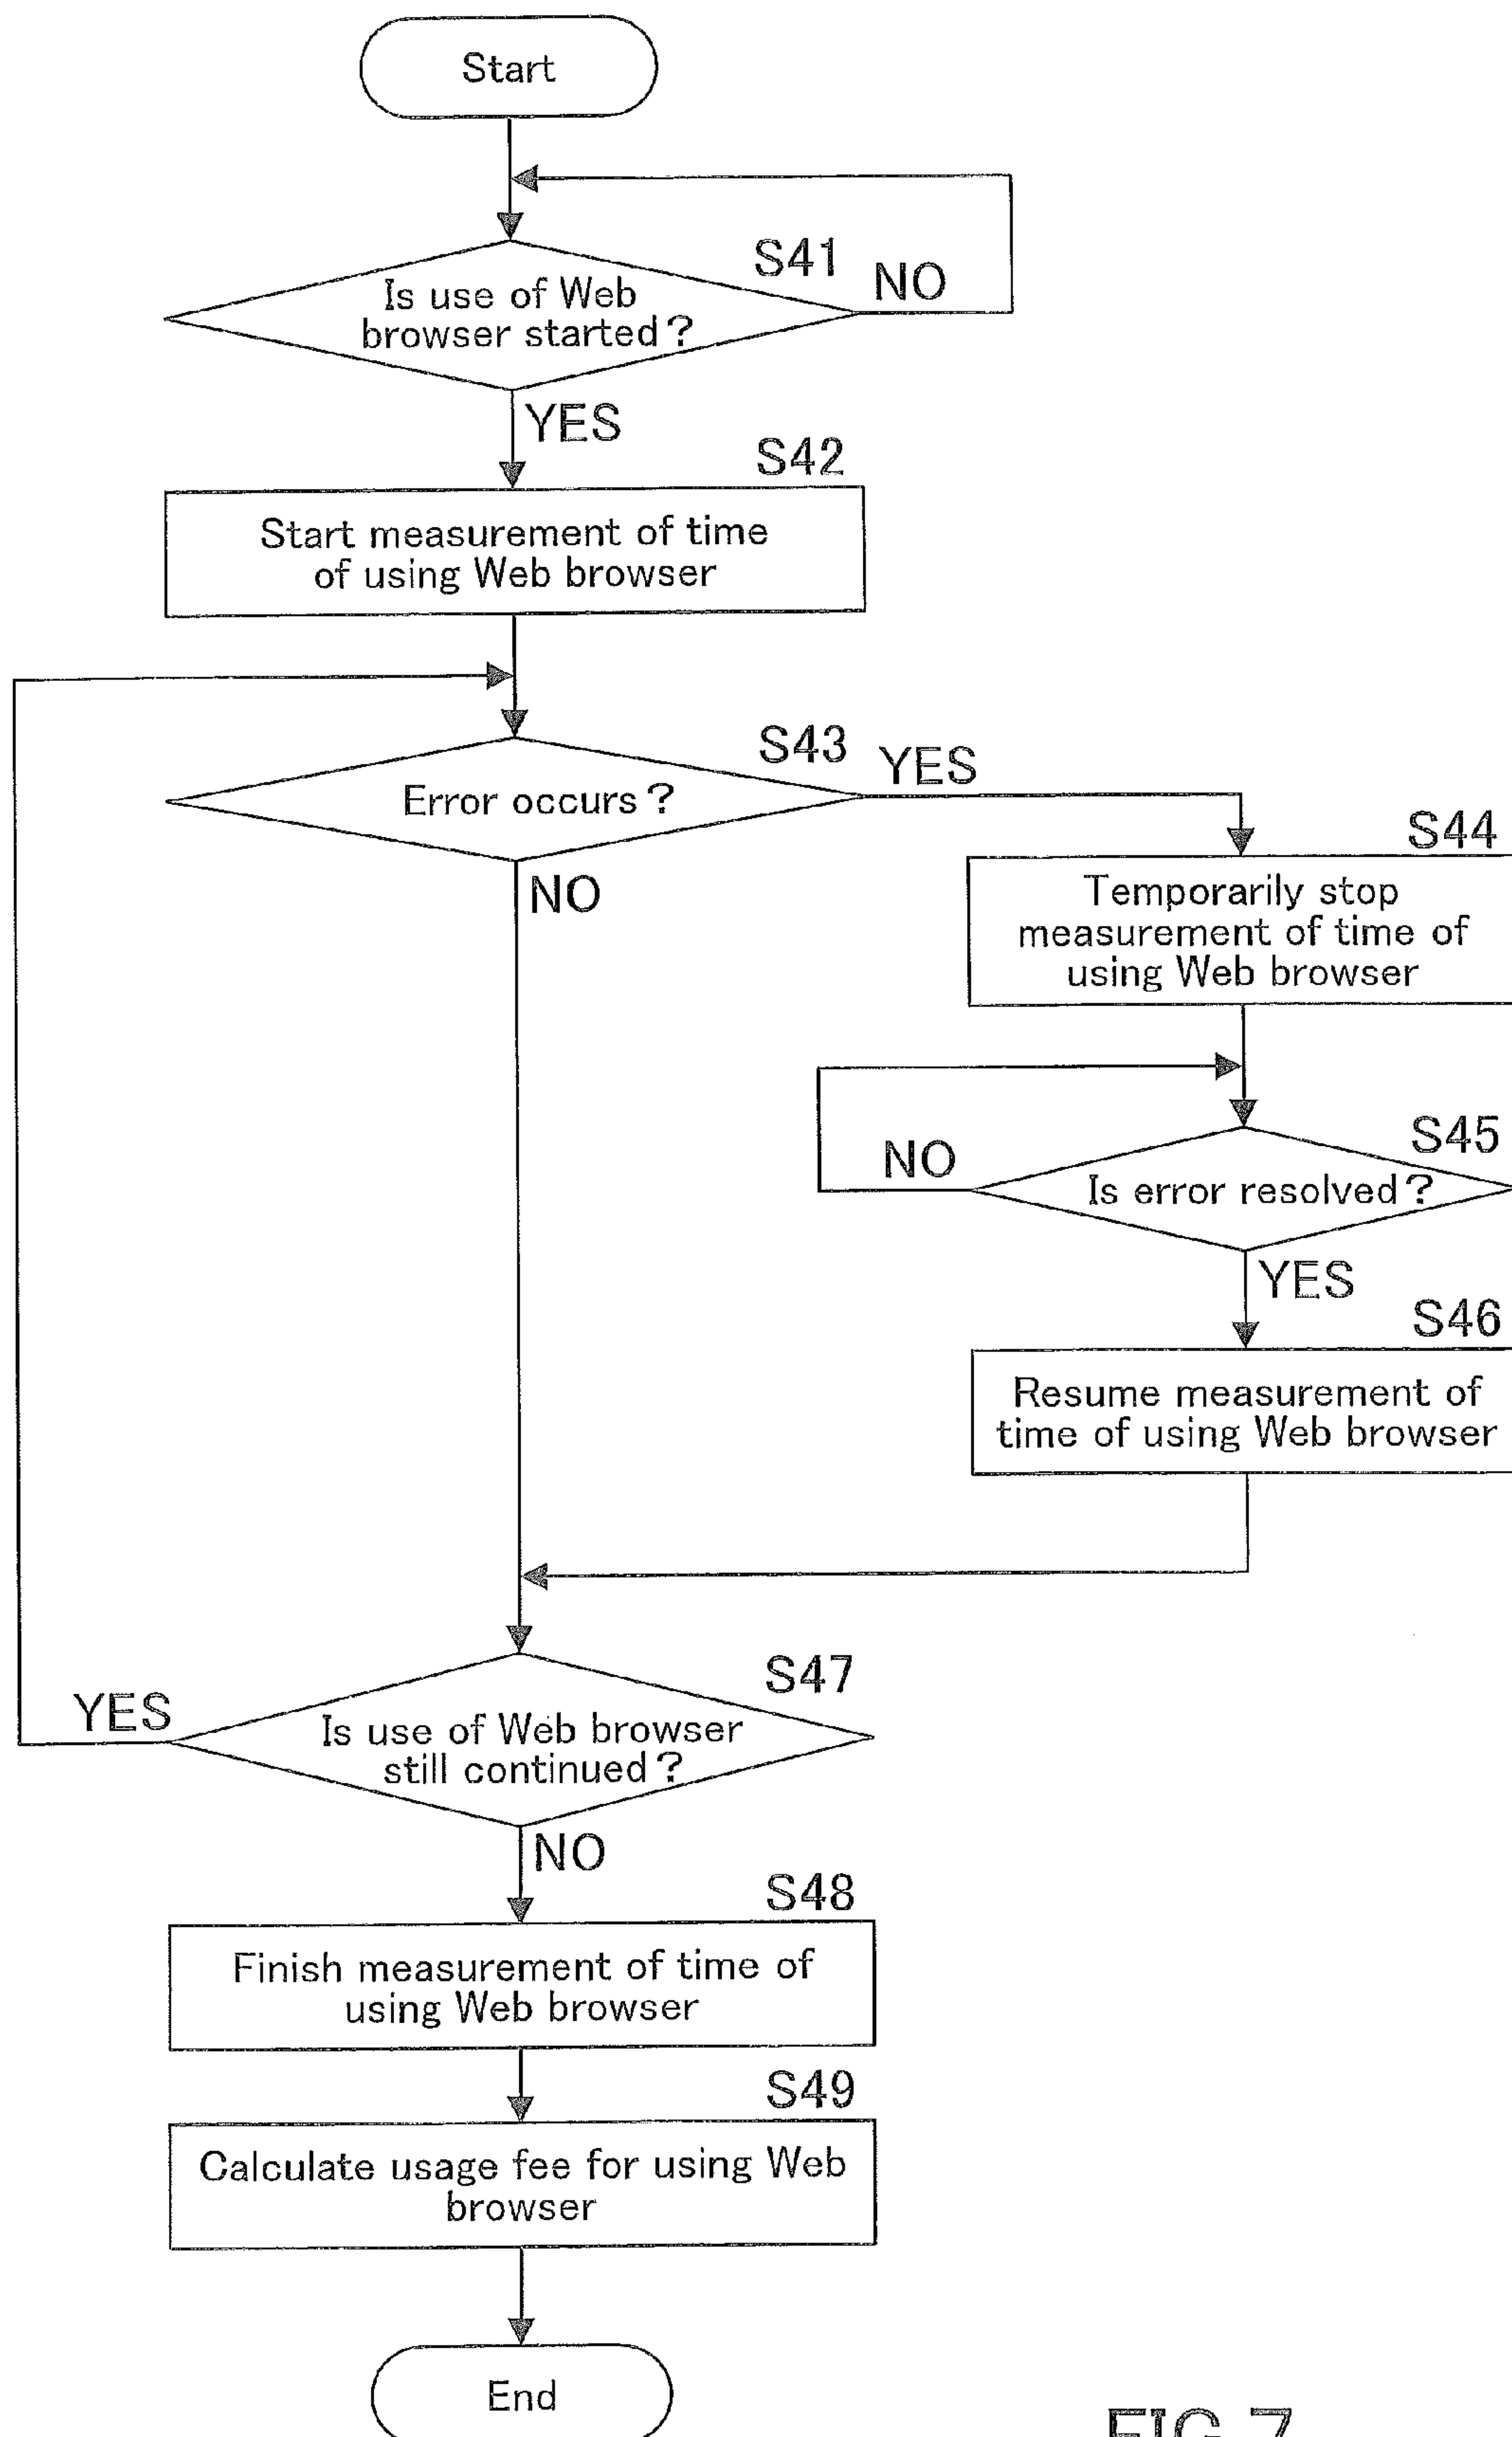 Start
S41
NO
Is use of Web
browser started?
YES
S42
Start measurement of time
of using Web browser
S43
YES
Error occurs?
NO
S44
Temporarily stop
measurement of time of
using Web browser
S45
NO
Is error resolved?
YES
S46
Resume measurement of
time of using Web browser
S47
YES
Is use of Web browser
still continued?
NO
S48
Finish measurement of time of
using Web browser
S49
Calculate usage fee for using Web
browser
End
FIG. 7